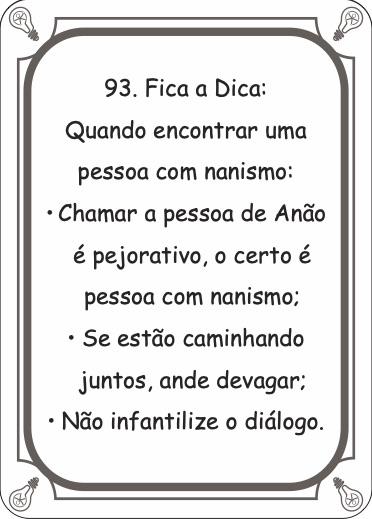 93. Fica a Dica:
Quando encontrar uma
pessoa com nanismo:
• Chamar a pessoa de Anão
é pejorativo, o certo é
pessoa com nanismo;
• Se estão caminhando
juntos, ande devagar;
• Não infantilize o diálogo.